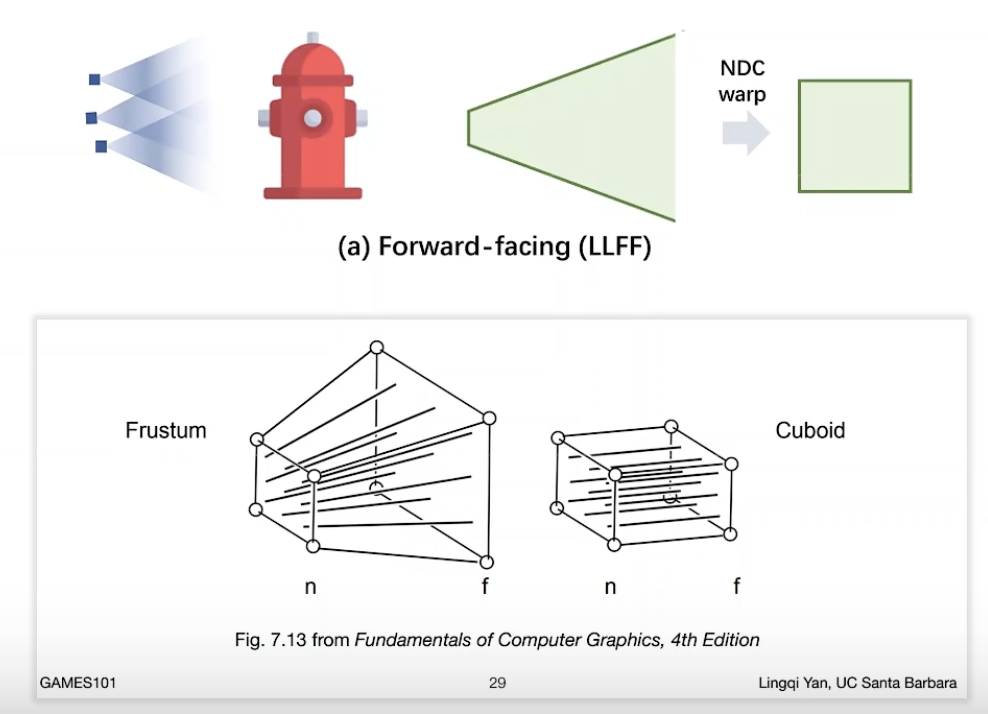 NDC
warp
(a) Forward-facing (LLFF)
Frustum
Cuboid
n
f
n
f
Fig. 7.13 from Fundamentals of Computer Graphics, 4th Edition
GAMES101
29
Lingqi Yan, UC Santa Barbara